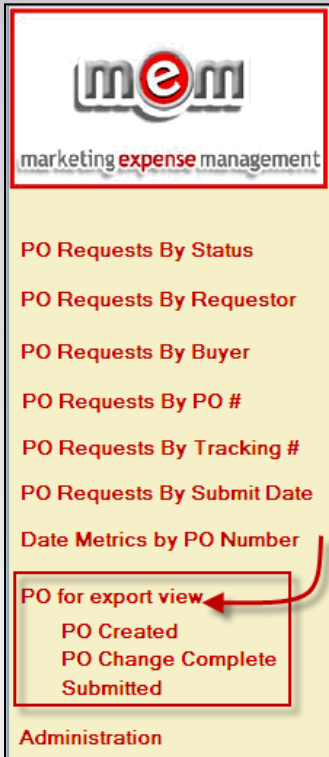 mem
marketing expense management
PO Requests By Status
PO Requests By Requestor
PO Requests By Buyer
PO Requests By PO #
PO Requests By Tracking #
PO Requests By Submit Date
Date Metrics by PO Number
PO for export view
PO Created
PO Change Complete
Submitted
Administration